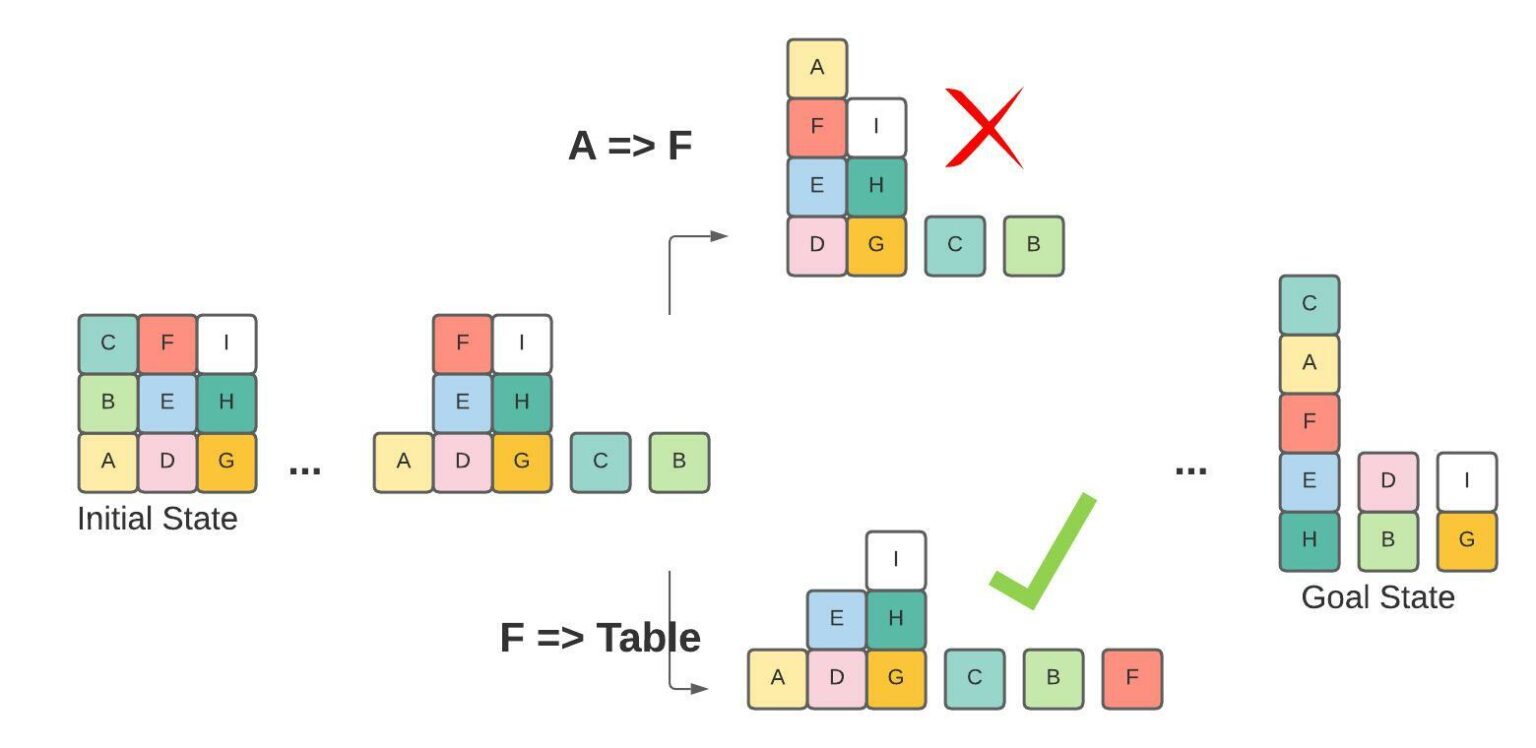 A
A => F
F I
E H
D G C B
C F I
B E H
A D G
Initial State
...
F I
E H
A D G C B
F => Table
I
E H
A D G C B F
...
C
A
F
E D I
H B G
Goal State